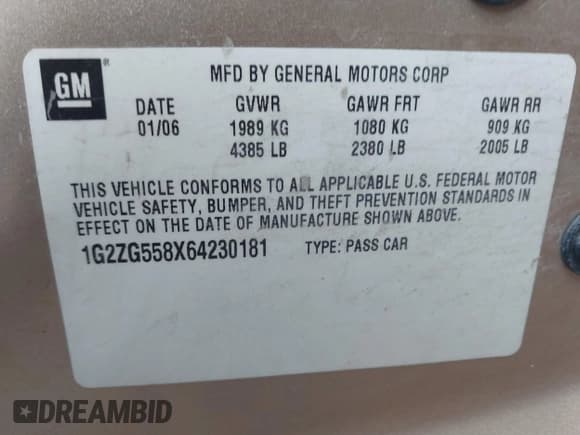 GM ®
MFD BY GENERAL MOTORS CORP
DATE GVWR GAWR FRT GAWR RR
01/06 1989 KG 1080 KG 909 KG
4385 LB 2380 LB 2005 LB
THIS VEHICLE CONFORMS TO ALL APPLICABLE U.S. FEDERAL MOTOR
VEHICLE SAFETY, BUMPER, AND THEFT PREVENTION STANDARDS IN
EFFECT ON THE DATE OF MANUFACTURE SHOWN ABOVE.
1G2ZG558X64230181 TYPE: PASS CAR
DREAMBID